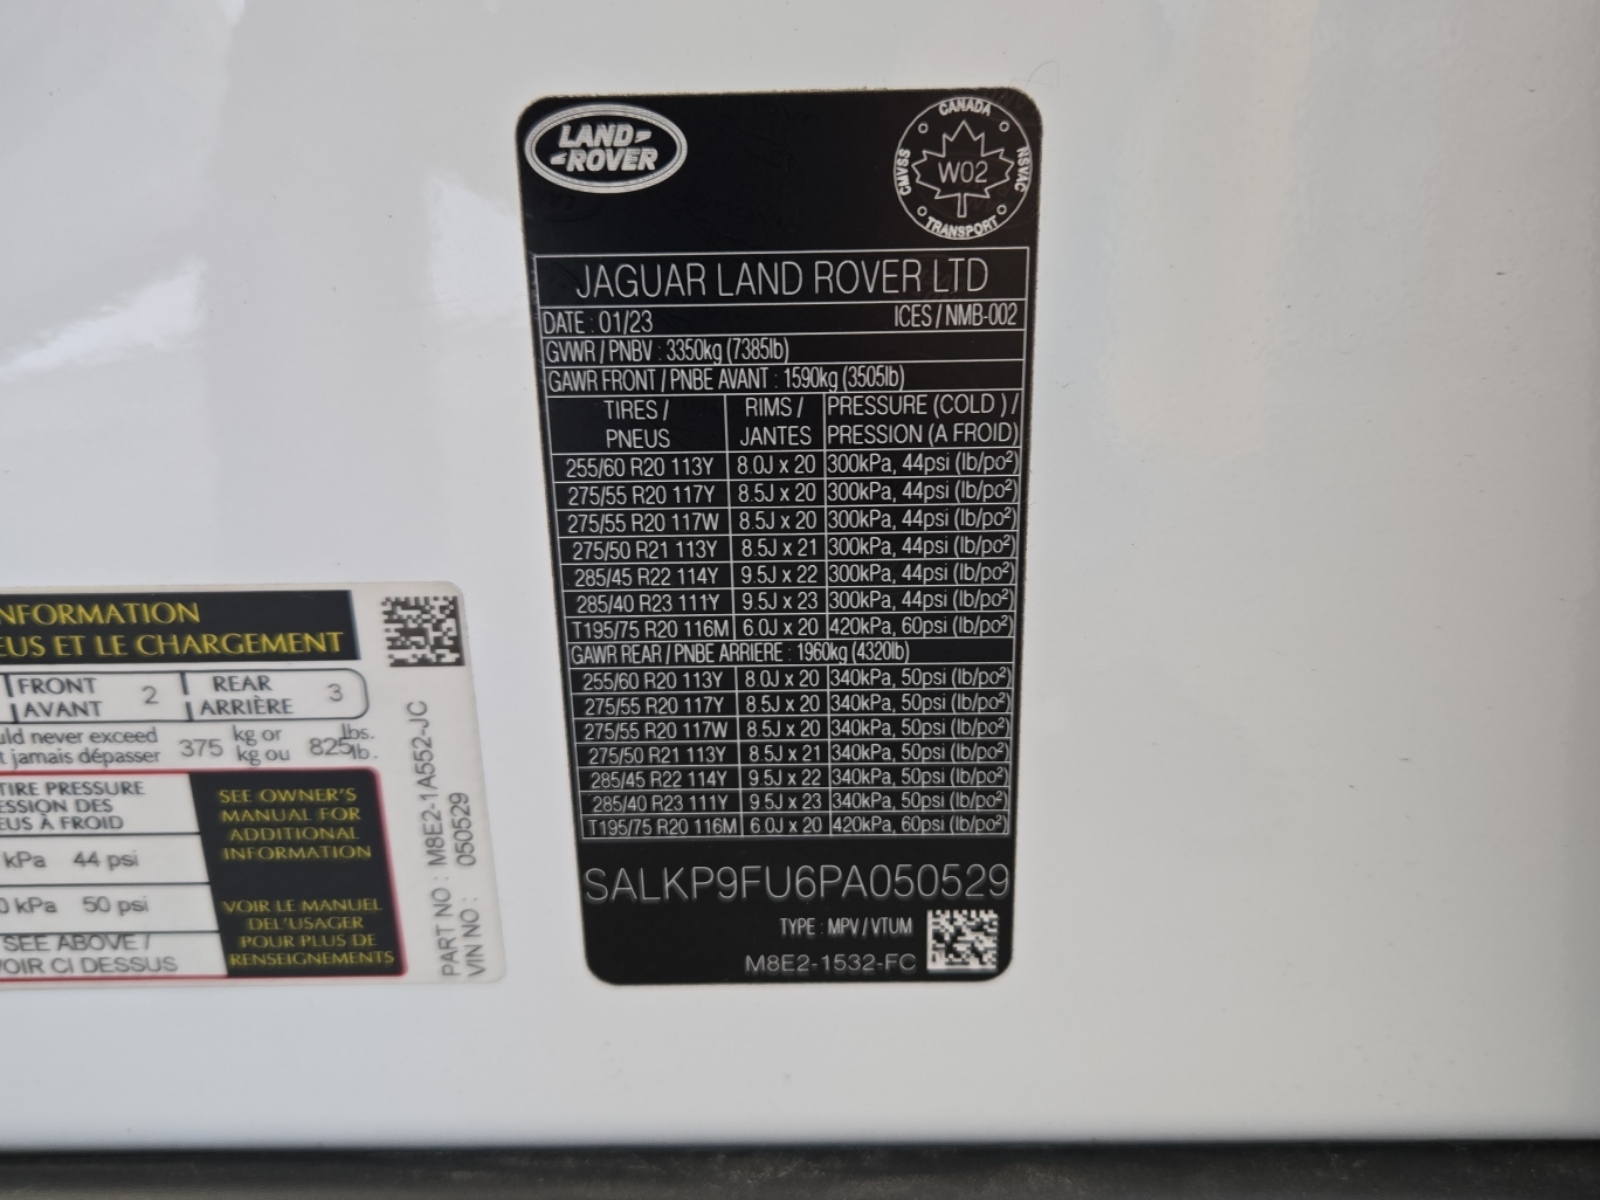 LAND-
-ROVER
CANADA
CMVSS
W02
NSVAC
TRANSPORT
JAGUAR LAND ROVER LTD
DATE : 01/23 ICES / NMB-002
GVWR / PNBV : 3350kg (7385lb)
GAWR FRONT / PNBE AVANT : 1590kg (3505lb)
TIRES / RIMS / PRESSURE (COLD ) /
PNEUS JANTES PRESSION (A FROID)
255/60 R20 113Y 8.0J x 20 300kPa, 44psi (lb/po²)
275/55 R20 117Y 8.5J x 20 300kPa, 44psi (lb/po²)
275/55 R20 117W 8.5J x 20 300kPa, 44psi (lb/po²)
275/50 R21 113Y 8.5J x 21 300kPa, 44psi (lb/po²)
285/45 R22 114Y 9.5J x 22 300kPa, 44psi (lb/po²)
285/40 R23 111Y 9.5J x 23 300kPa, 44psi (lb/po²)
T195/75 R20 116M 6.0J x 20 420kPa, 60psi (lb/po²)
GAWR REAR / PNBE ARRIERE : 1960kg (4320lb)
255/60 R20 113Y 8.0J x 20 340kPa, 50psi (lb/po²)
275/55 R20 117Y 8.5J x 20 340kPa, 50psi (lb/po²)
275/55 R20 117W 8.5J x 20 340kPa, 50psi (lb/po²)
275/50 R21 113Y 8.5J x 21 340kPa, 50psi (lb/po²)
285/45 R22 114Y 9.5J x 22 340kPa, 50psi (lb/po²)
285/40 R23 111Y 9.5J x 23 340kPa, 50psi (lb/po²)
T195/75 R20 116M 6.0J x 20 420kPa, 60psi (lb/po²)
SALKP9FU6PA050529
TYPE : MPV / VTUM
M8E2-1532-FC
NFORMATION
EUS ET LE CHARGEMENT
FRONT 2 REAR 3
AVANT ARRIÈRE
uld never exceed 375 kg or 825 lbs.
t jamais dépasser kg ou lb.
TIRE PRESSURE
ESSION DES
EUS À FROID
kPa 44 psi
0 kPa 50 psi
SEE ABOVE /
VOIR CI DESSUS
SEE OWNER'S
MANUAL FOR
ADDITIONAL
INFORMATION
VOIR LE MANUEL
DEL'USAGER
POUR PLUS DE
RENSEIGNEMENTS
PART NO : M8E2-1A552-JC
VIN NO : 050529